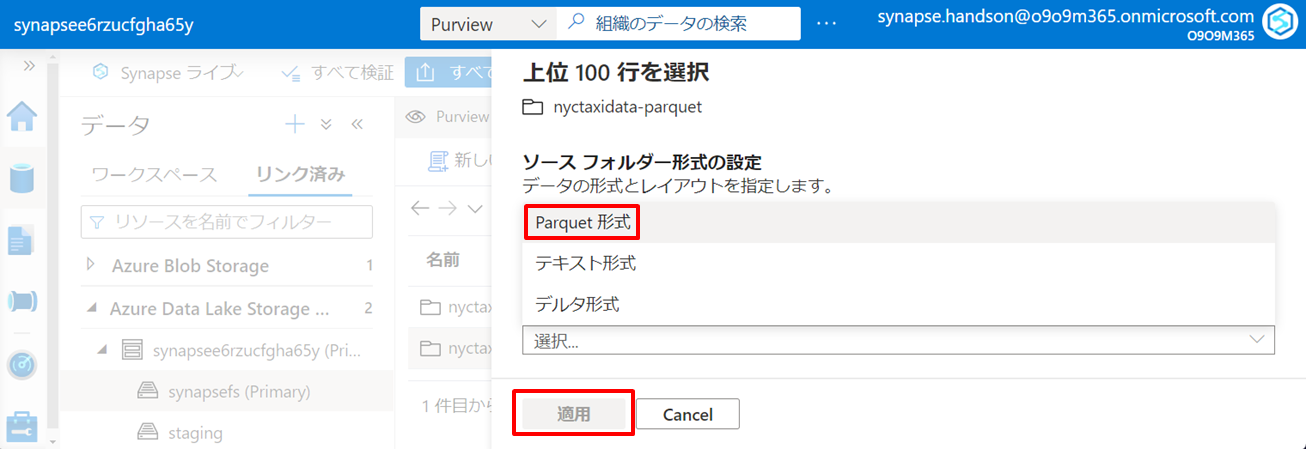 synapsee6rzucfgha65y
Purview
組織のデータの検索
...
synapse.handson@o9o9m365.onmicrosoft.com
O9O9M365
Synapse ライブ
すべて検証
すべて
データ
ワークスペース
リンク済み
リソースを名前でフィルター
Azure Blob Storage 1
Azure Data Lake Storage ... 2
synapsee6rzucfgha65y (Pri...
synapsefs (Primary)
staging
Purview
新しい
名前
nyctax
nyctax
1 件目から
上位 100 行を選択
nyctaxidata-parquet
ソース フォルダー形式の設定
データの形式とレイアウトを指定します。
Parquet 形式
テキスト形式
デルタ形式
選択...
適用
Cancel